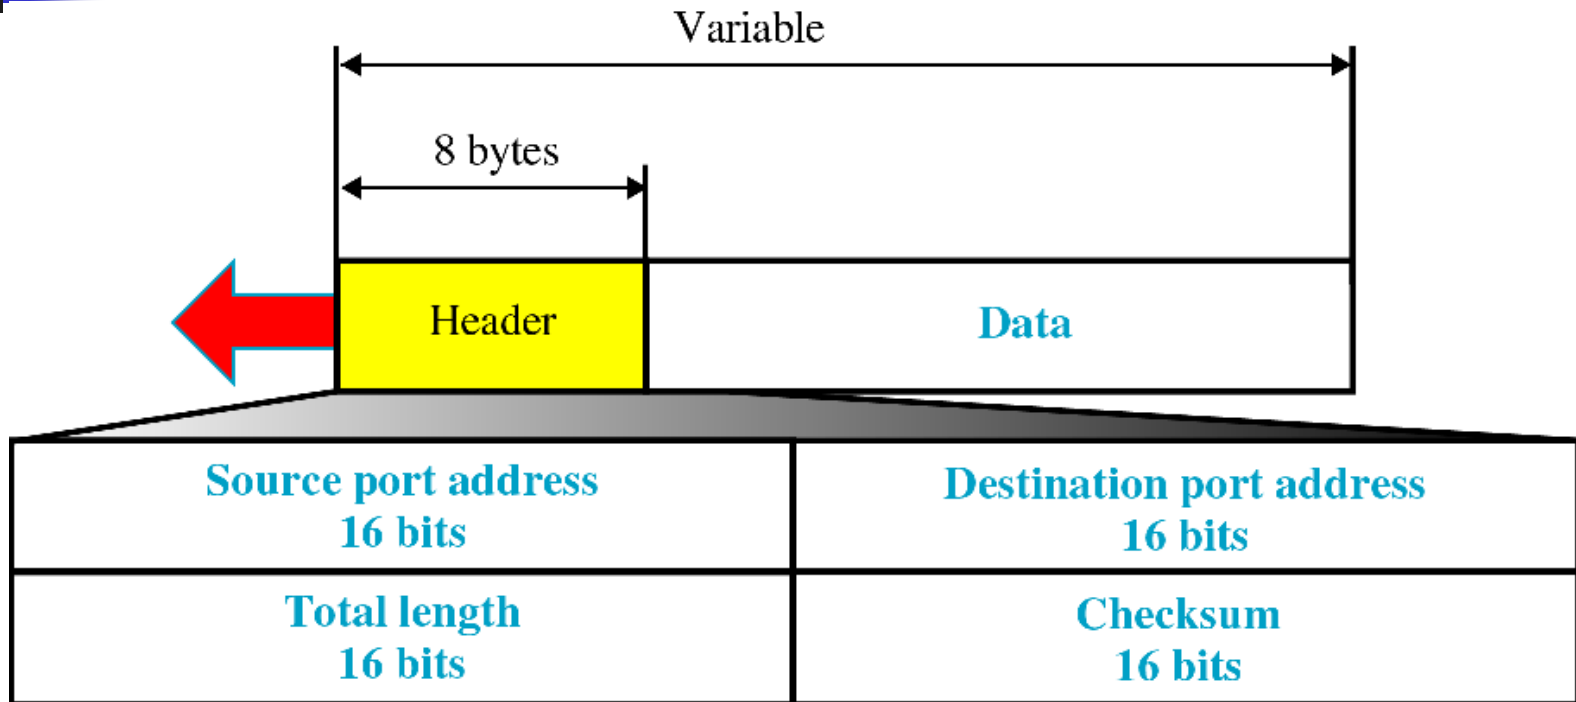 Variable
8 bytes
Header
Data
Source port address
16 bits
Destination port address
16 bits
Total length
16 bits
Checksum
16 bits